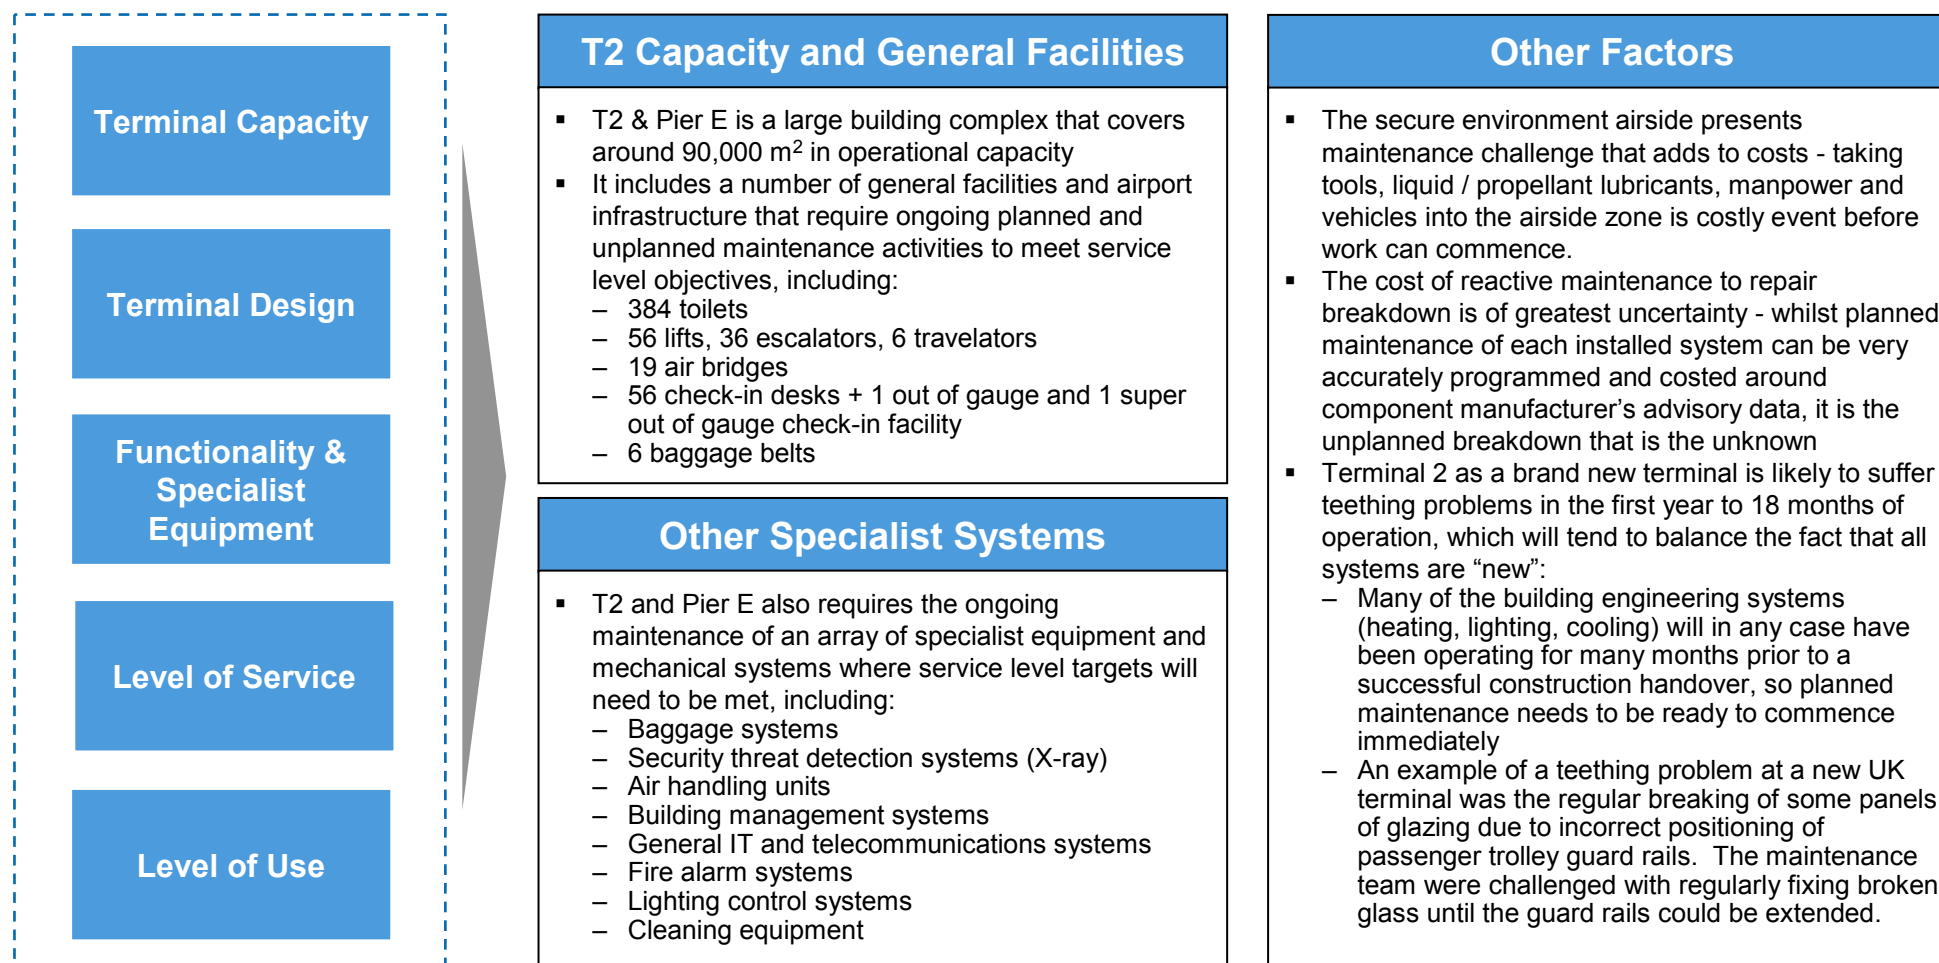 Terminal Capacity
Terminal Design
Functionality &
Specialist
Equipment
Level of Service
Level of Use
T2 Capacity and General Facilities
▪ T2 & Pier E is a large building complex that covers
around 90,000 m² in operational capacity
▪ It includes a number of general facilities and airport
infrastructure that require ongoing planned and
unplanned maintenance activities to meet service
level objectives, including:
– 384 toilets
– 56 lifts, 36 escalators, 6 travelators
– 19 air bridges
– 56 check-in desks + 1 out of gauge and 1 super
out of gauge check-in facility
– 6 baggage belts
Other Specialist Systems
▪ T2 and Pier E also requires the ongoing
maintenance of an array of specialist equipment and
mechanical systems where service level targets will
need to be met, including:
– Baggage systems
– Security threat detection systems (X-ray)
– Air handling units
– Building management systems
– General IT and telecommunications systems
– Fire alarm systems
– Lighting control systems
– Cleaning equipment
Other Factors
▪ The secure environment airside presents
maintenance challenge that adds to costs - taking
tools, liquid / propellant lubricants, manpower and
vehicles into the airside zone is costly event before
work can commence.
▪ The cost of reactive maintenance to repair
breakdown is of greatest uncertainty - whilst planned
maintenance of each installed system can be very
accurately programmed and costed around
component manufacturer’s advisory data, it is the
unplanned breakdown that is the unknown
▪ Terminal 2 as a brand new terminal is likely to suffer
teething problems in the first year to 18 months of
operation, which will tend to balance the fact that all
systems are “new”:
– Many of the building engineering systems
(heating, lighting, cooling) will in any case have
been operating for many months prior to a
successful construction handover, so planned
maintenance needs to be ready to commence
immediately
– An example of a teething problem at a new UK
terminal was the regular breaking of some panels
of glazing due to incorrect positioning of
passenger trolley guard rails. The maintenance
team were challenged with regularly fixing broken
glass until the guard rails could be extended.